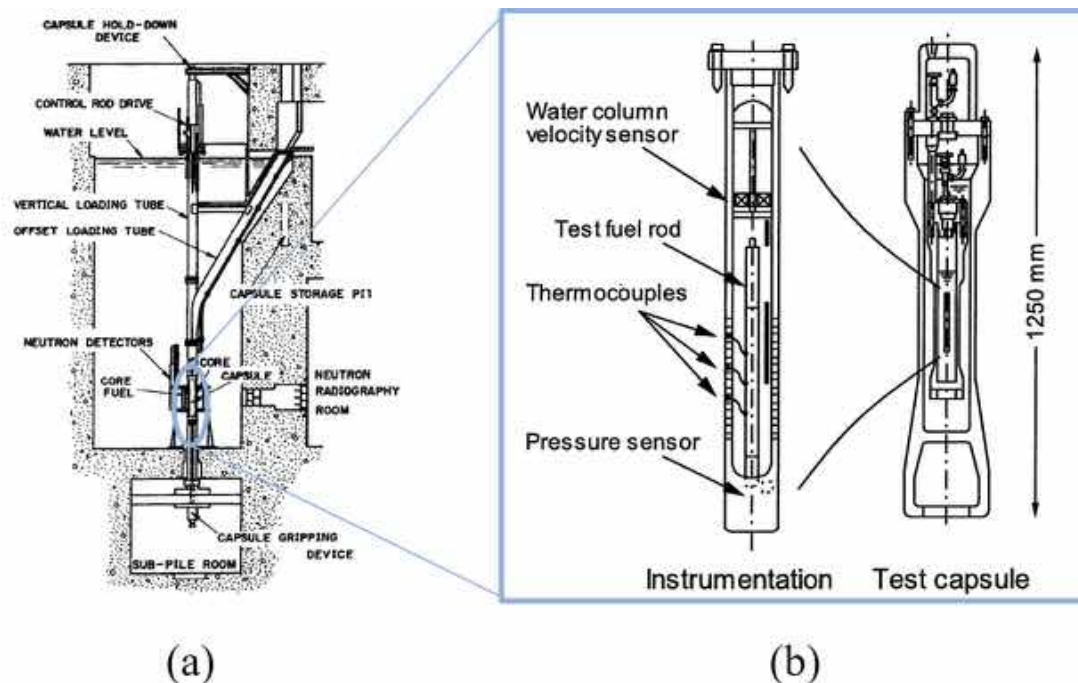 CAPSULE HOLD-DOWN
DEVICE
CONTROL ROD DRIVE
WATER LEVEL
VERTICAL LOADING TUBE
OFFSET LOADING TUBE
CAPSULE STORAGE PIT
NEUTRON DETECTORS
CORE
CAPSULE
CORE
FUEL
NEUTRON
RADIOGRAPHY
ROOM
CAPSULE GRIPPING
DEVICE
SUB-PILE ROOM
(a)
Water column
velocity sensor
Test fuel rod
Thermocouples
Pressure sensor
Instrumentation
Test capsule
1250 mm
(b)